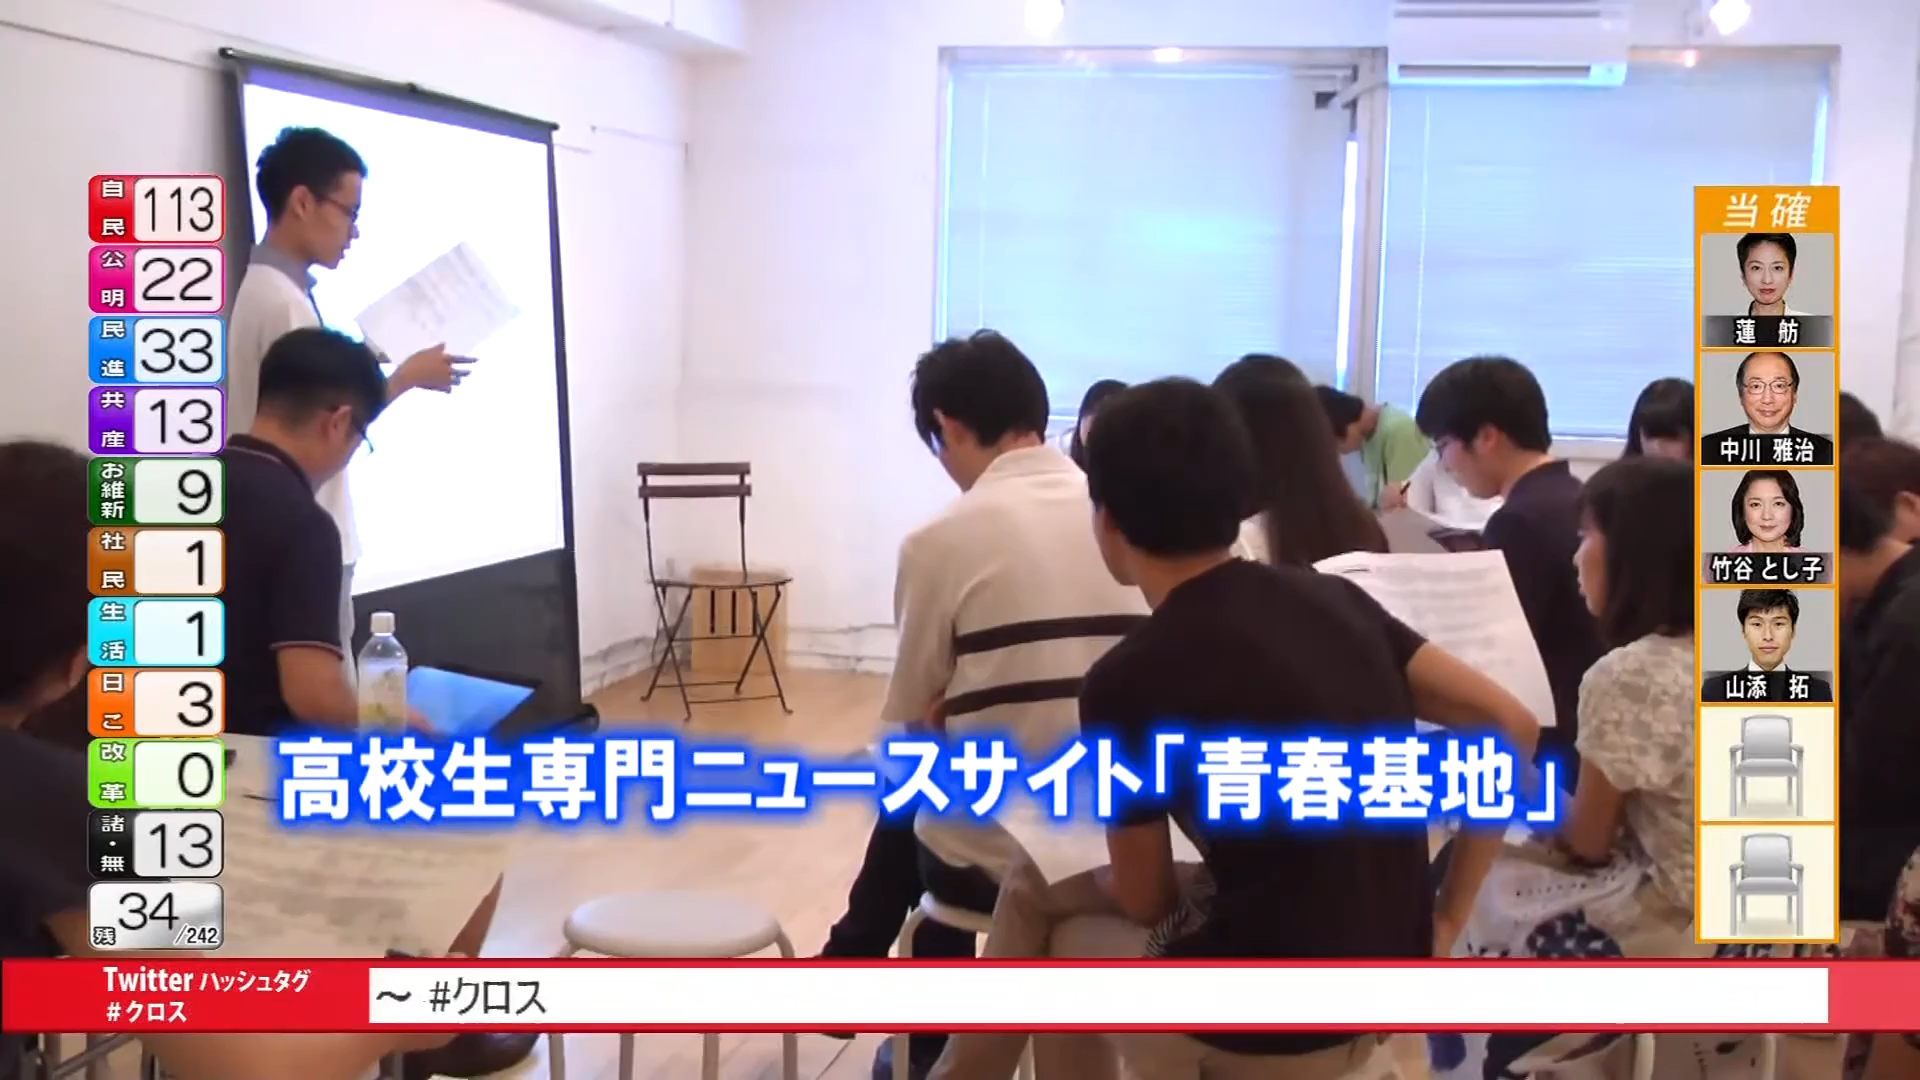 自民 113
公明 22
民進 33
共産 13
お維新 9
社民 1
生活 1
日こ 3
改革 0
諸・無 13
残 34/242
当確
蓮 舫
中川 雅治
竹谷 とし子
山添 拓
高校生専門ニュースサイト「青春基地」
Twitter ハッシュタグ
#クロス
〜 #クロス